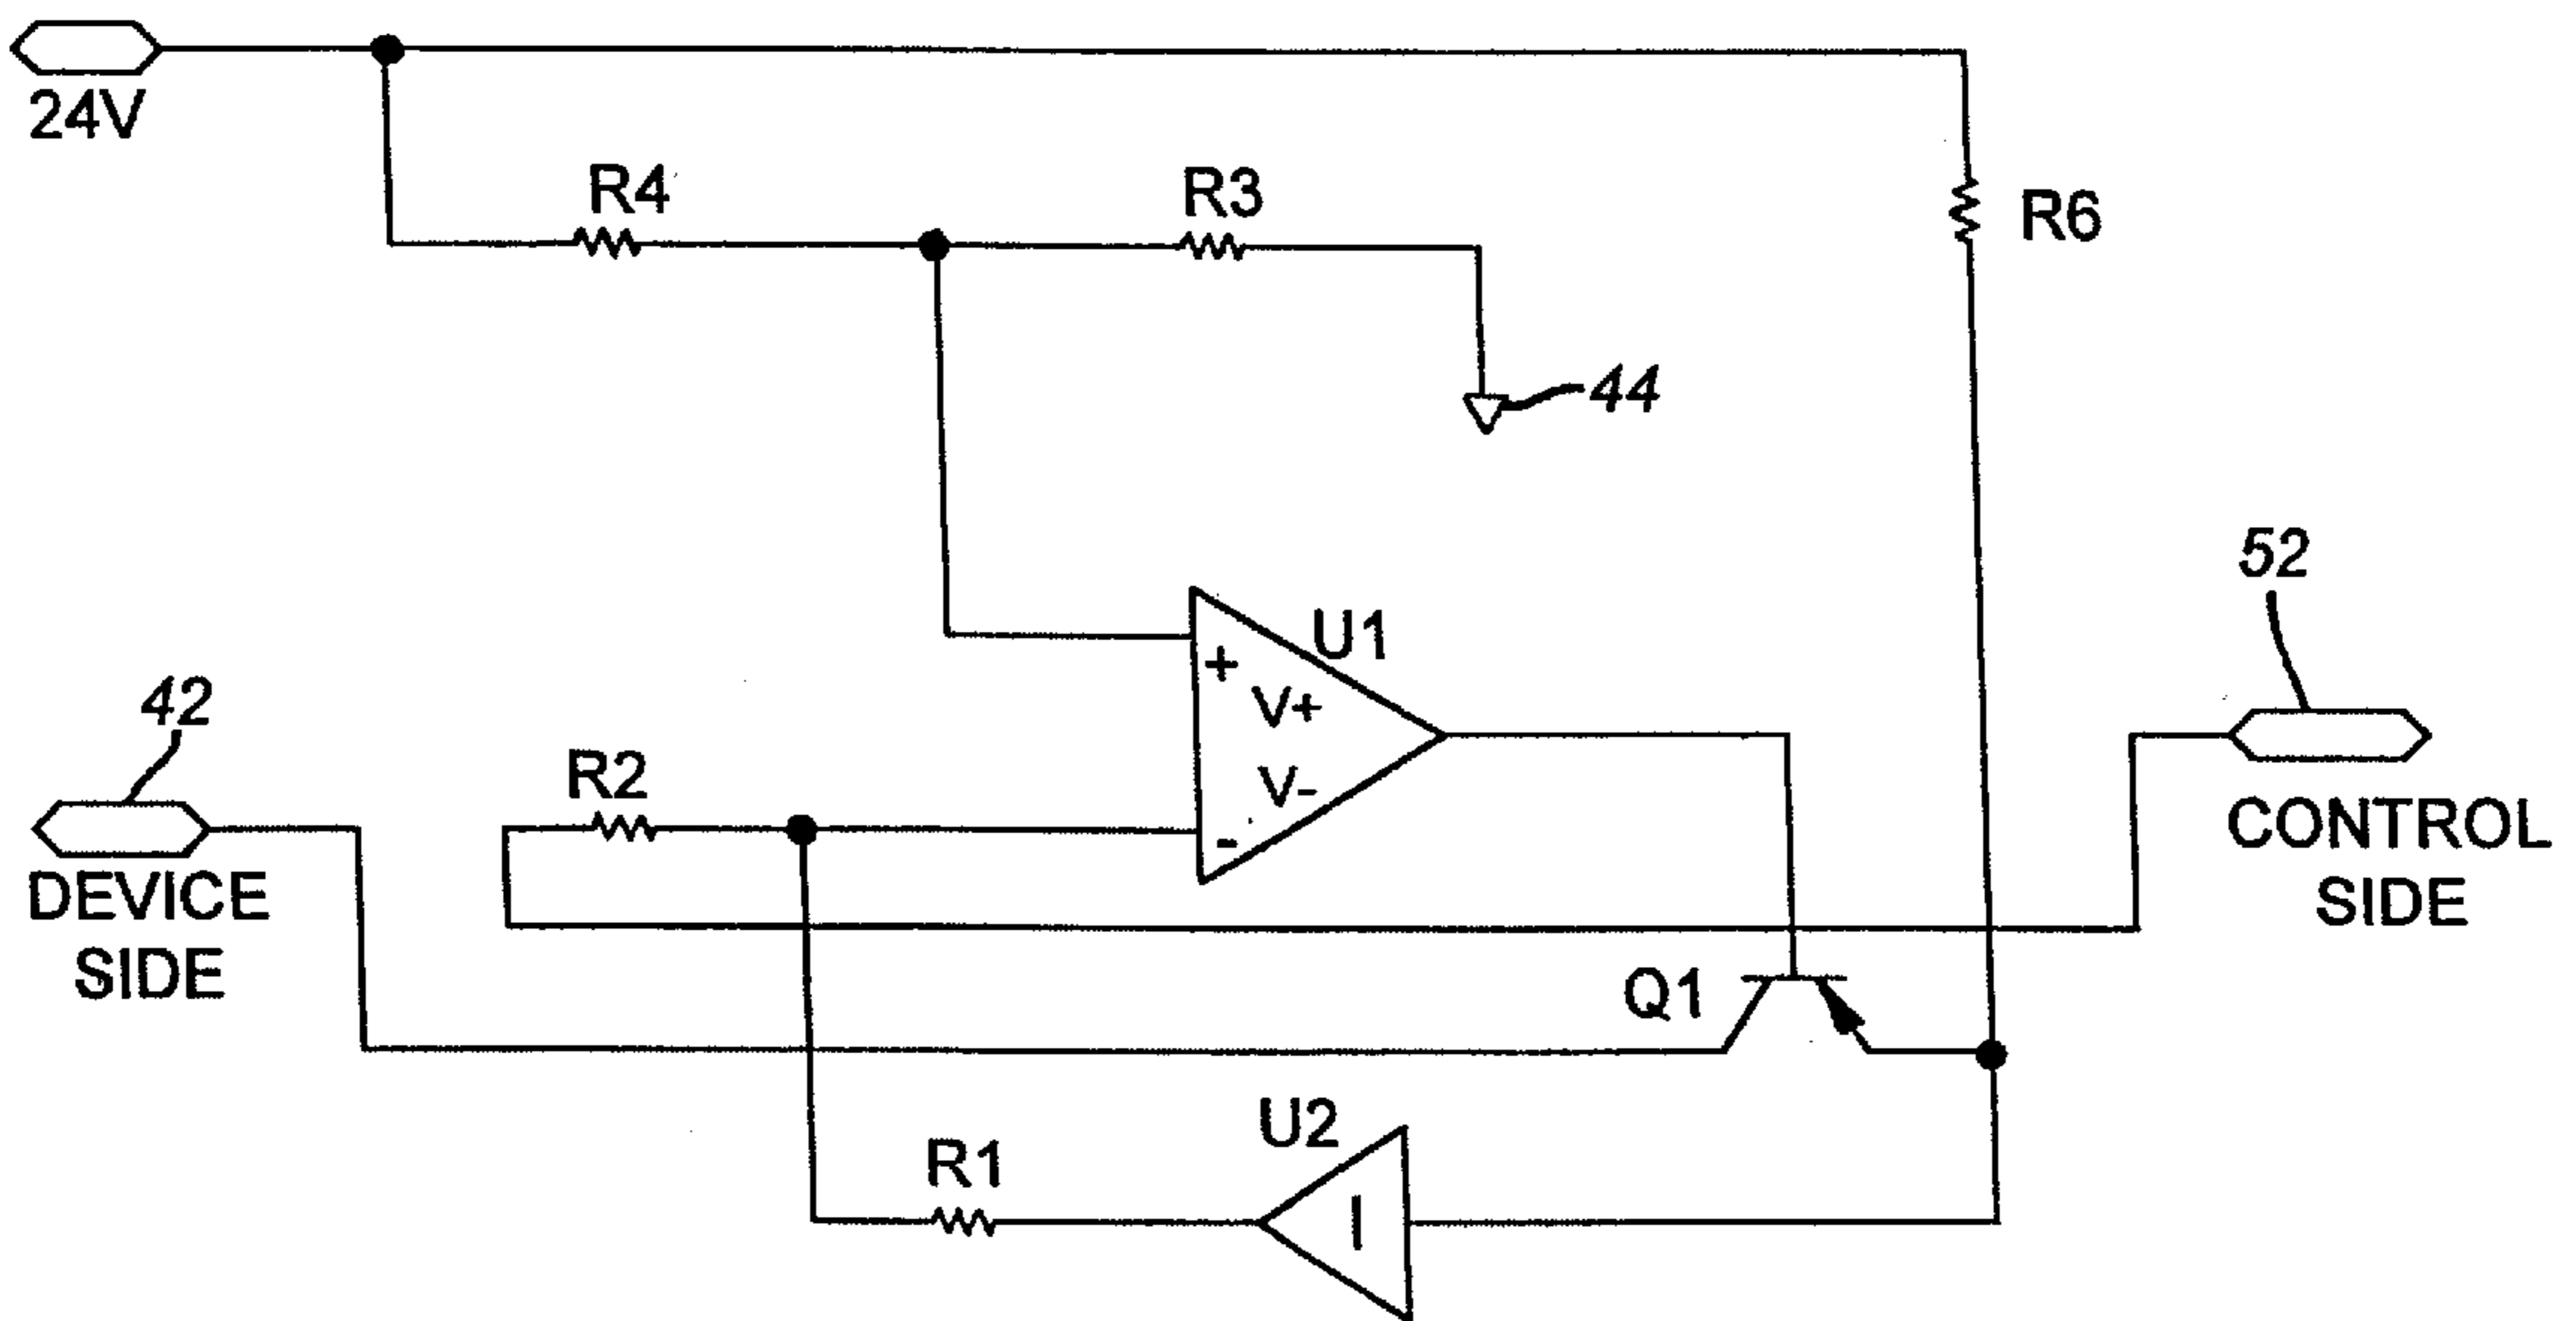 24V
R4
R3
R6
44
52
U1
+
V+
42
R2
V-
-
DEVICE
SIDE
CONTROL
SIDE
Q1
U2
R1
I